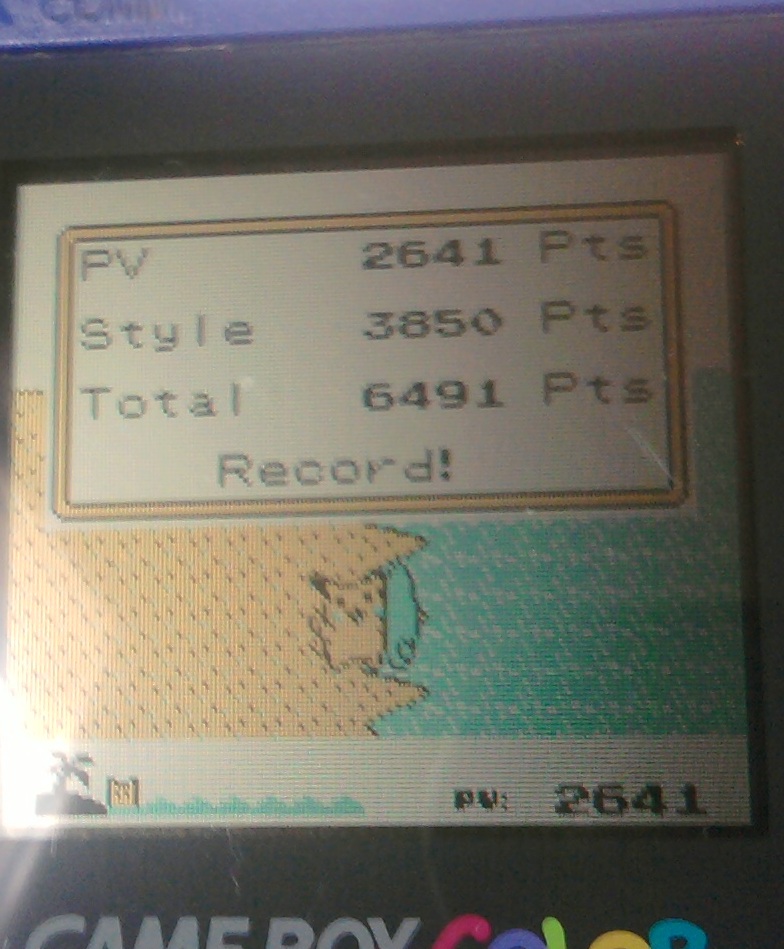 PV 2641 Pts
Style 3850 Pts
Total 6491 Pts
Record!
PV: 2641
GAME BOY COLOR